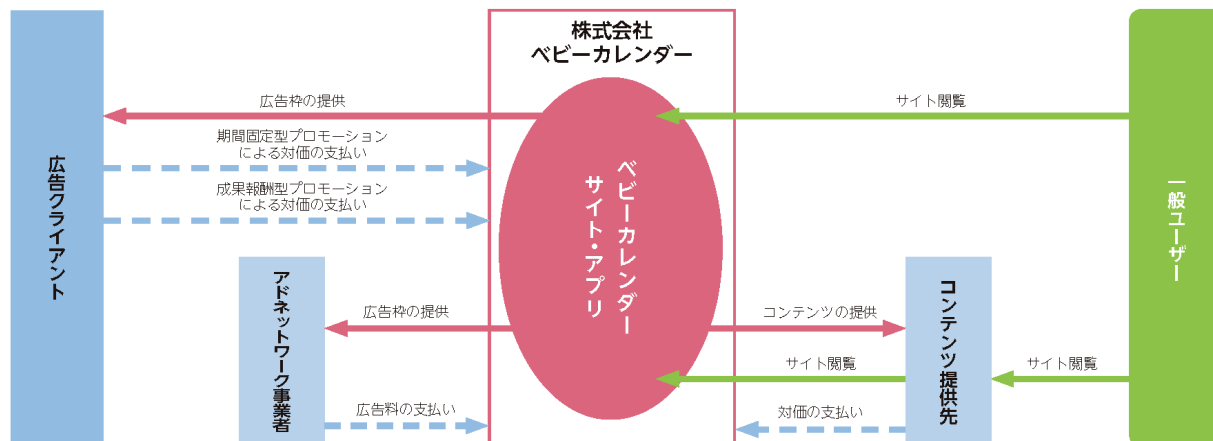 株式会社
ベビーカレンダー
広告枠の提供
サイト閲覧
期間固定型プロモーション
による対価の支払い
成果報酬型プロモーション
による対価の支払い
広告クライアント
ベビーカレンダー
サイト・アプリ
一般ユーザー
アドネットワーク事業者
広告枠の提供
コンテンツの提供
コンテンツ提供先
サイト閲覧
サイト閲覧
広告料の支払い
対価の支払い